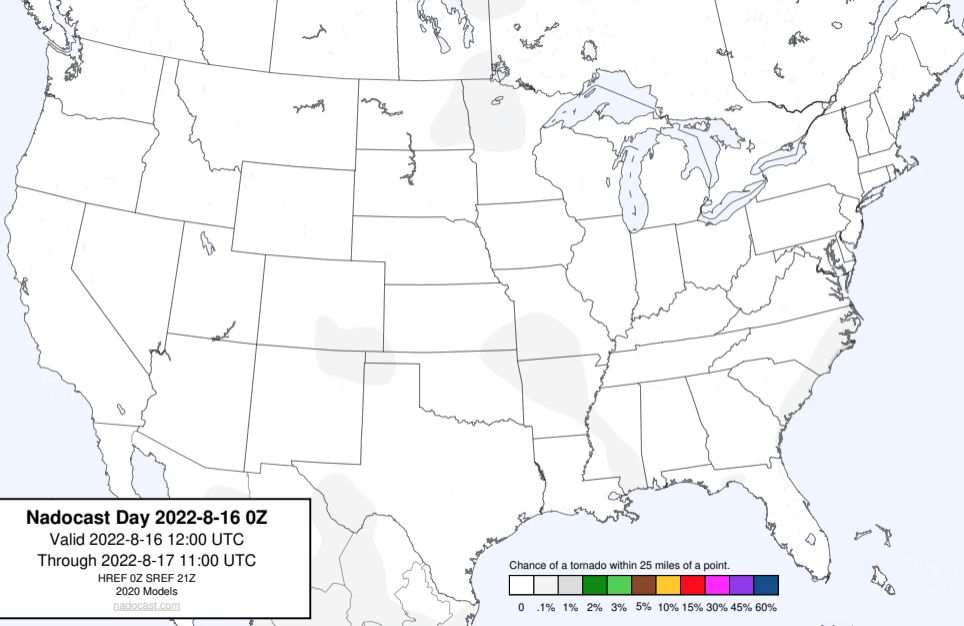 Nadocast Day 2022-8-16 0Z
Valid 2022-8-16 12:00 UTC
Through 2022-8-17 11:00 UTC
HREF 0Z SREF 21Z
2020 Models
nadocast.com
Chance of a tornado within 25 miles of a point.
0 .1% 1% 2% 3% 5% 10% 15% 30% 45% 60%